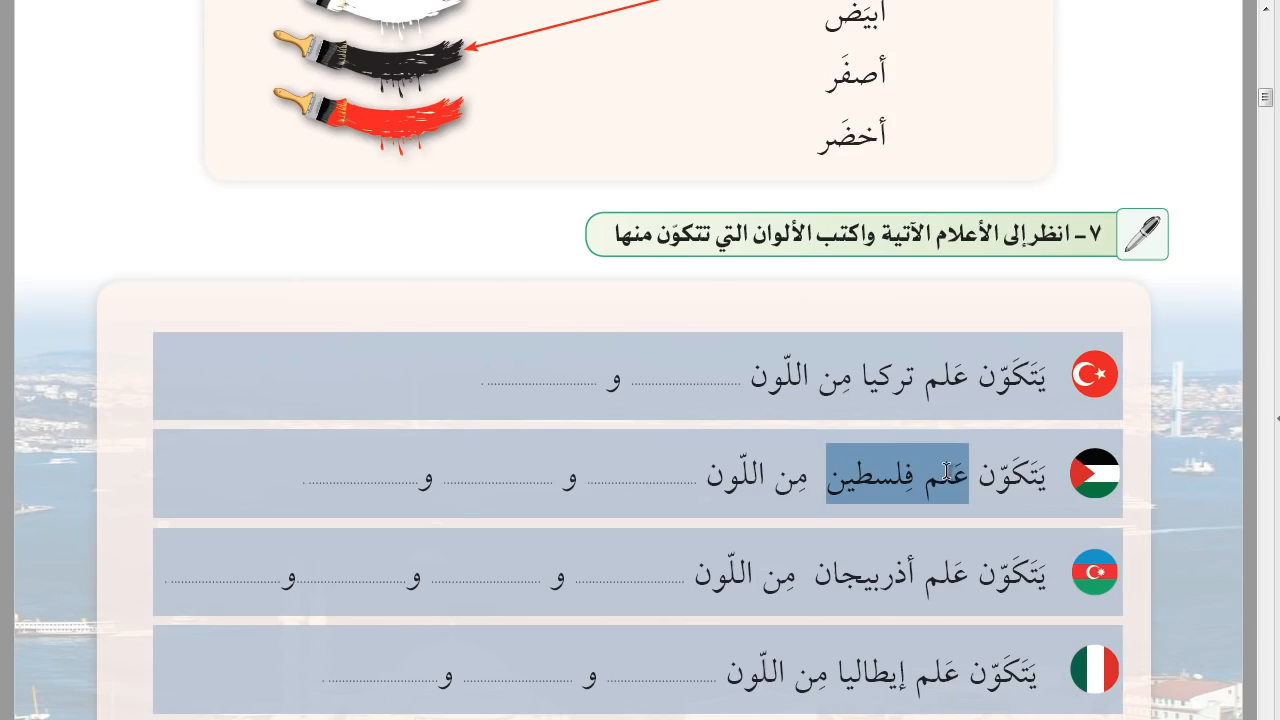 أبيَض
أصفَر
أخضَر
٧- انظر إلى الأعلام الآتية واكتب الألوان التي تتكوّن منها
يَتَكَوّن عَلم تركيا مِن اللّون ........................ و ........................ .
يَتَكَوّن عَلم فِلسطين مِن اللّون ........................ و ........................ و........................ .
يَتَكَوّن عَلم أذربيجان مِن اللّون ........................ و ........................ و ........................و........................ .
يَتَكَوّن عَلم إيطاليا مِن اللّون ........................ و ........................ و........................ .